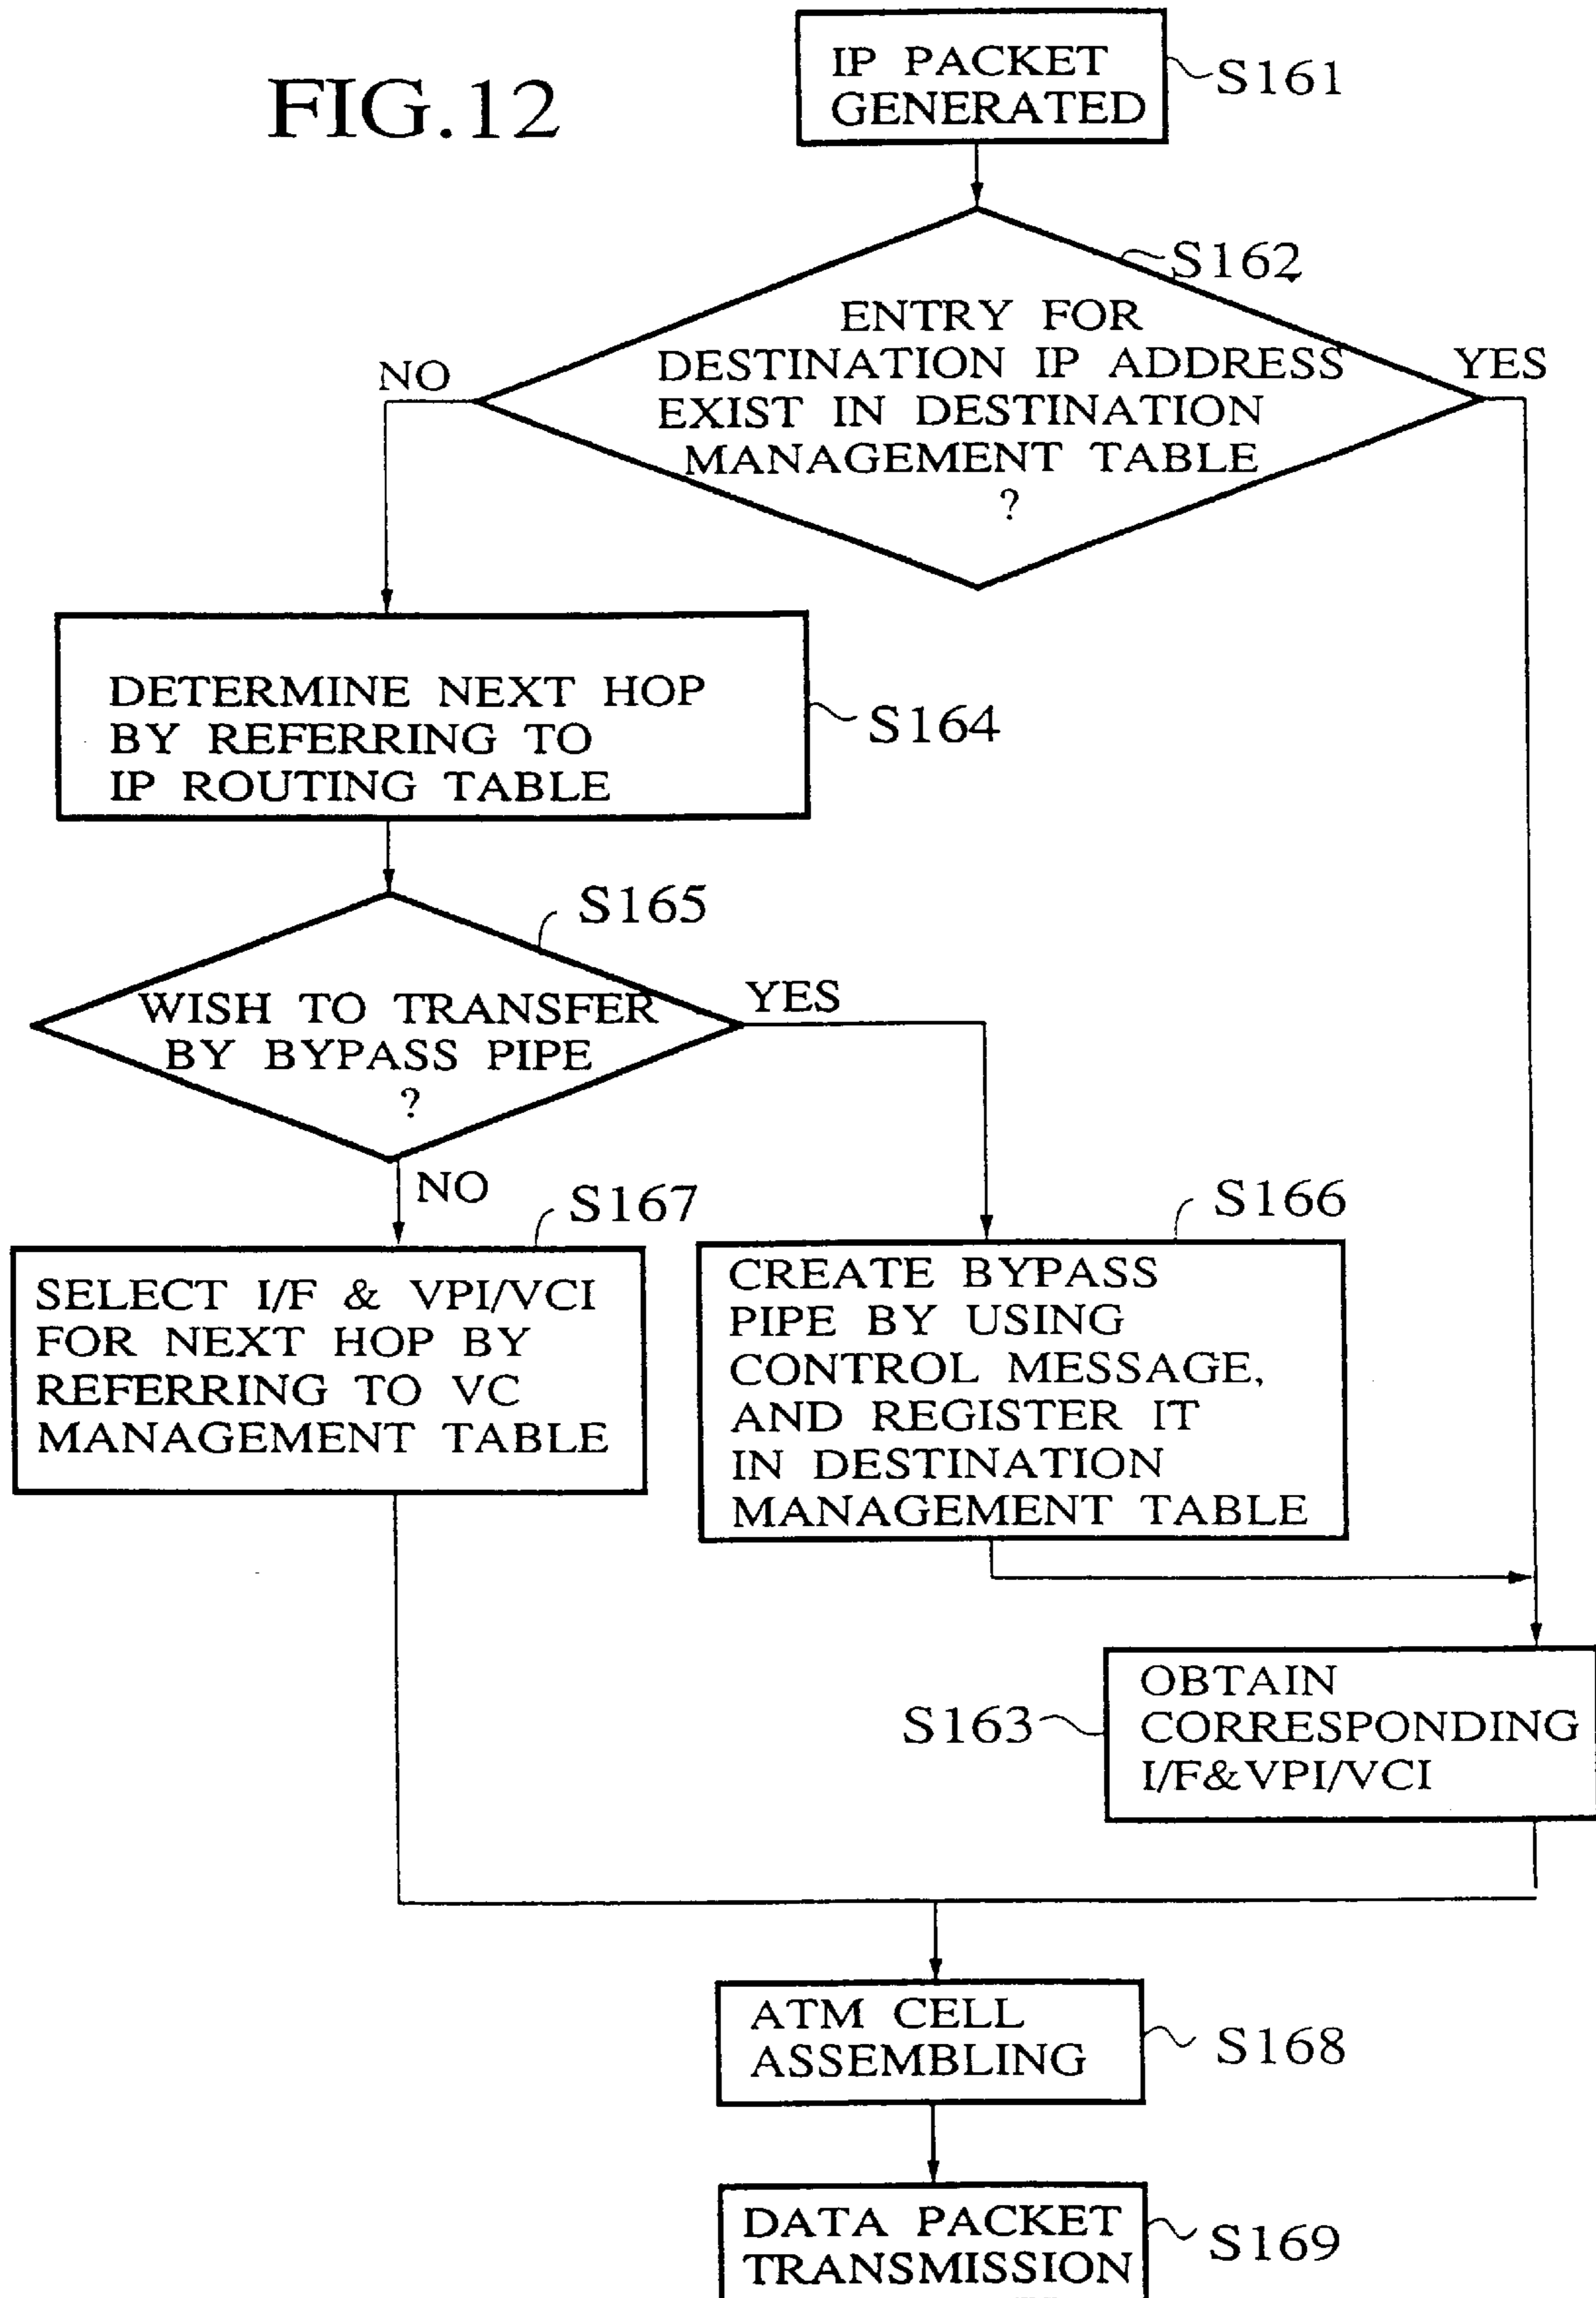 FIG.12
IP PACKET
GENERATED
S161
S162
ENTRY FOR
DESTINATION IP ADDRESS
EXIST IN DESTINATION
MANAGEMENT TABLE
?
NO
YES
DETERMINE NEXT HOP
BY REFERRING TO
IP ROUTING TABLE
S164
S165
WISH TO TRANSFER
BY BYPASS PIPE
?
YES
NO
S167
SELECT I/F & VPI/VCI
FOR NEXT HOP BY
REFERRING TO VC
MANAGEMENT TABLE
S166
CREATE BYPASS
PIPE BY USING
CONTROL MESSAGE,
AND REGISTER IT
IN DESTINATION
MANAGEMENT TABLE
S163
OBTAIN
CORRESPONDING
I/F&VPI/VCI
ATM CELL
ASSEMBLING
S168
DATA PACKET
TRANSMISSION
S169